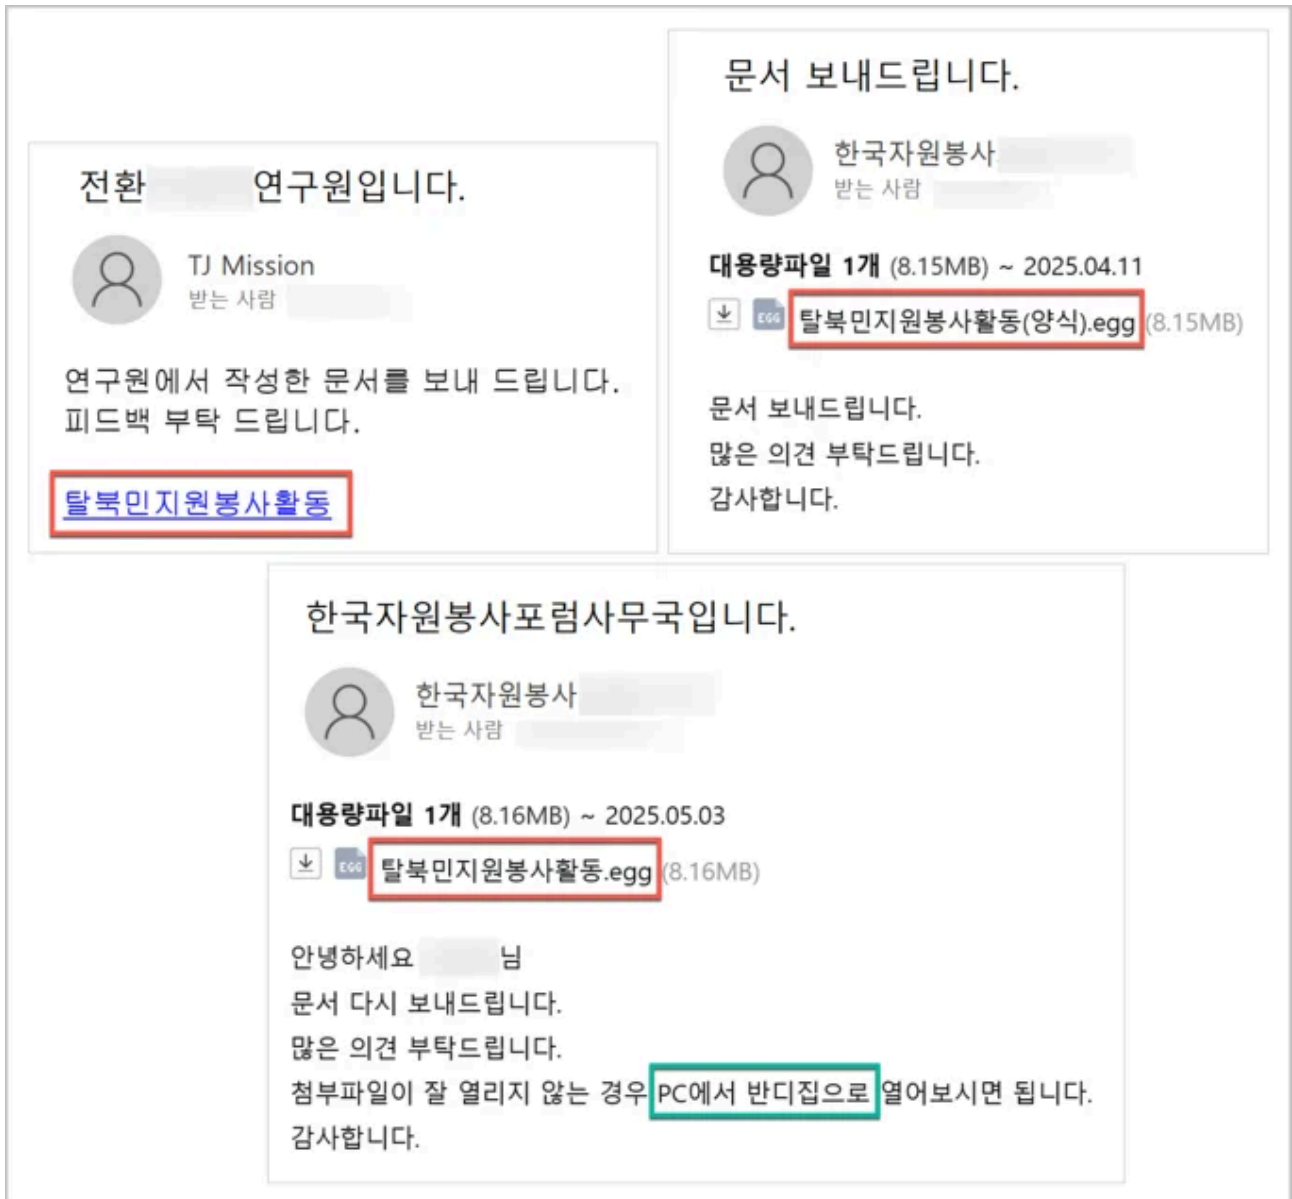 전환 연구원입니다.
TJ Mission
받는 사람
연구원에서 작성한 문서를 보내 드립니다.
피드백 부탁 드립니다.
탈북민지원봉사활동
문서 보내드립니다.
한국자원봉사
받는 사람
대용량파일 1개 (8.15MB) ~ 2025.04.11
EGG 탈북민지원봉사활동(양식).egg (8.15MB)
문서 보내드립니다.
많은 의견 부탁드립니다.
감사합니다.
한국자원봉사포럼사무국입니다.
한국자원봉사
받는 사람
대용량파일 1개 (8.16MB) ~ 2025.05.03
EGG 탈북민지원봉사활동.egg (8.16MB)
안녕하세요 님
문서 다시 보내드립니다.
많은 의견 부탁드립니다.
첨부파일이 잘 열리지 않는 경우 PC에서 반디집으로 열어보시면 됩니다.
감사합니다.